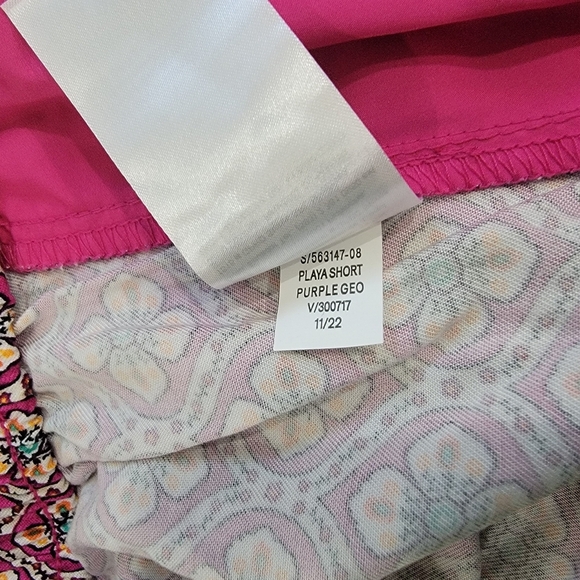 S/563147-08
PLAYA SHORT
PURPLE GEO
V/300717
11/22